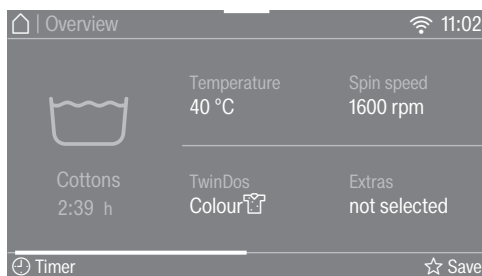 | Overview 11:02
Temperature Spin speed
40 °C 1600 rpm
Cottons TwinDos Extras
2:39 h Colour not selected
Timer Save